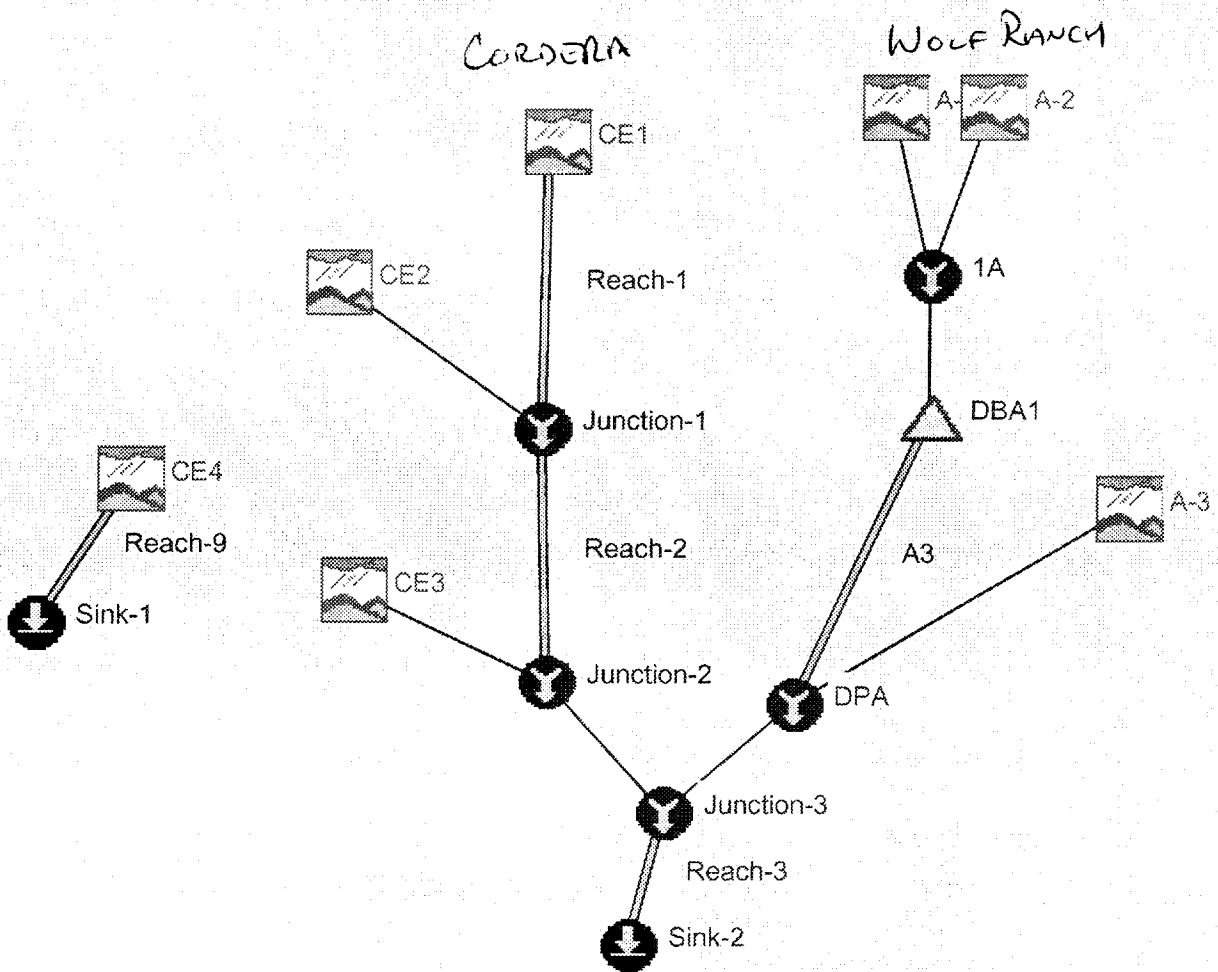 CORDERA
WOLF RANCH
A-
A-2
CE1
CE2
Reach-1
1A
Junction-1
DBA1
CE4
A-3
Reach-9
Reach-2
A3
CE3
Sink-1
Junction-2
DPA
Junction-3
Reach-3
Sink-2